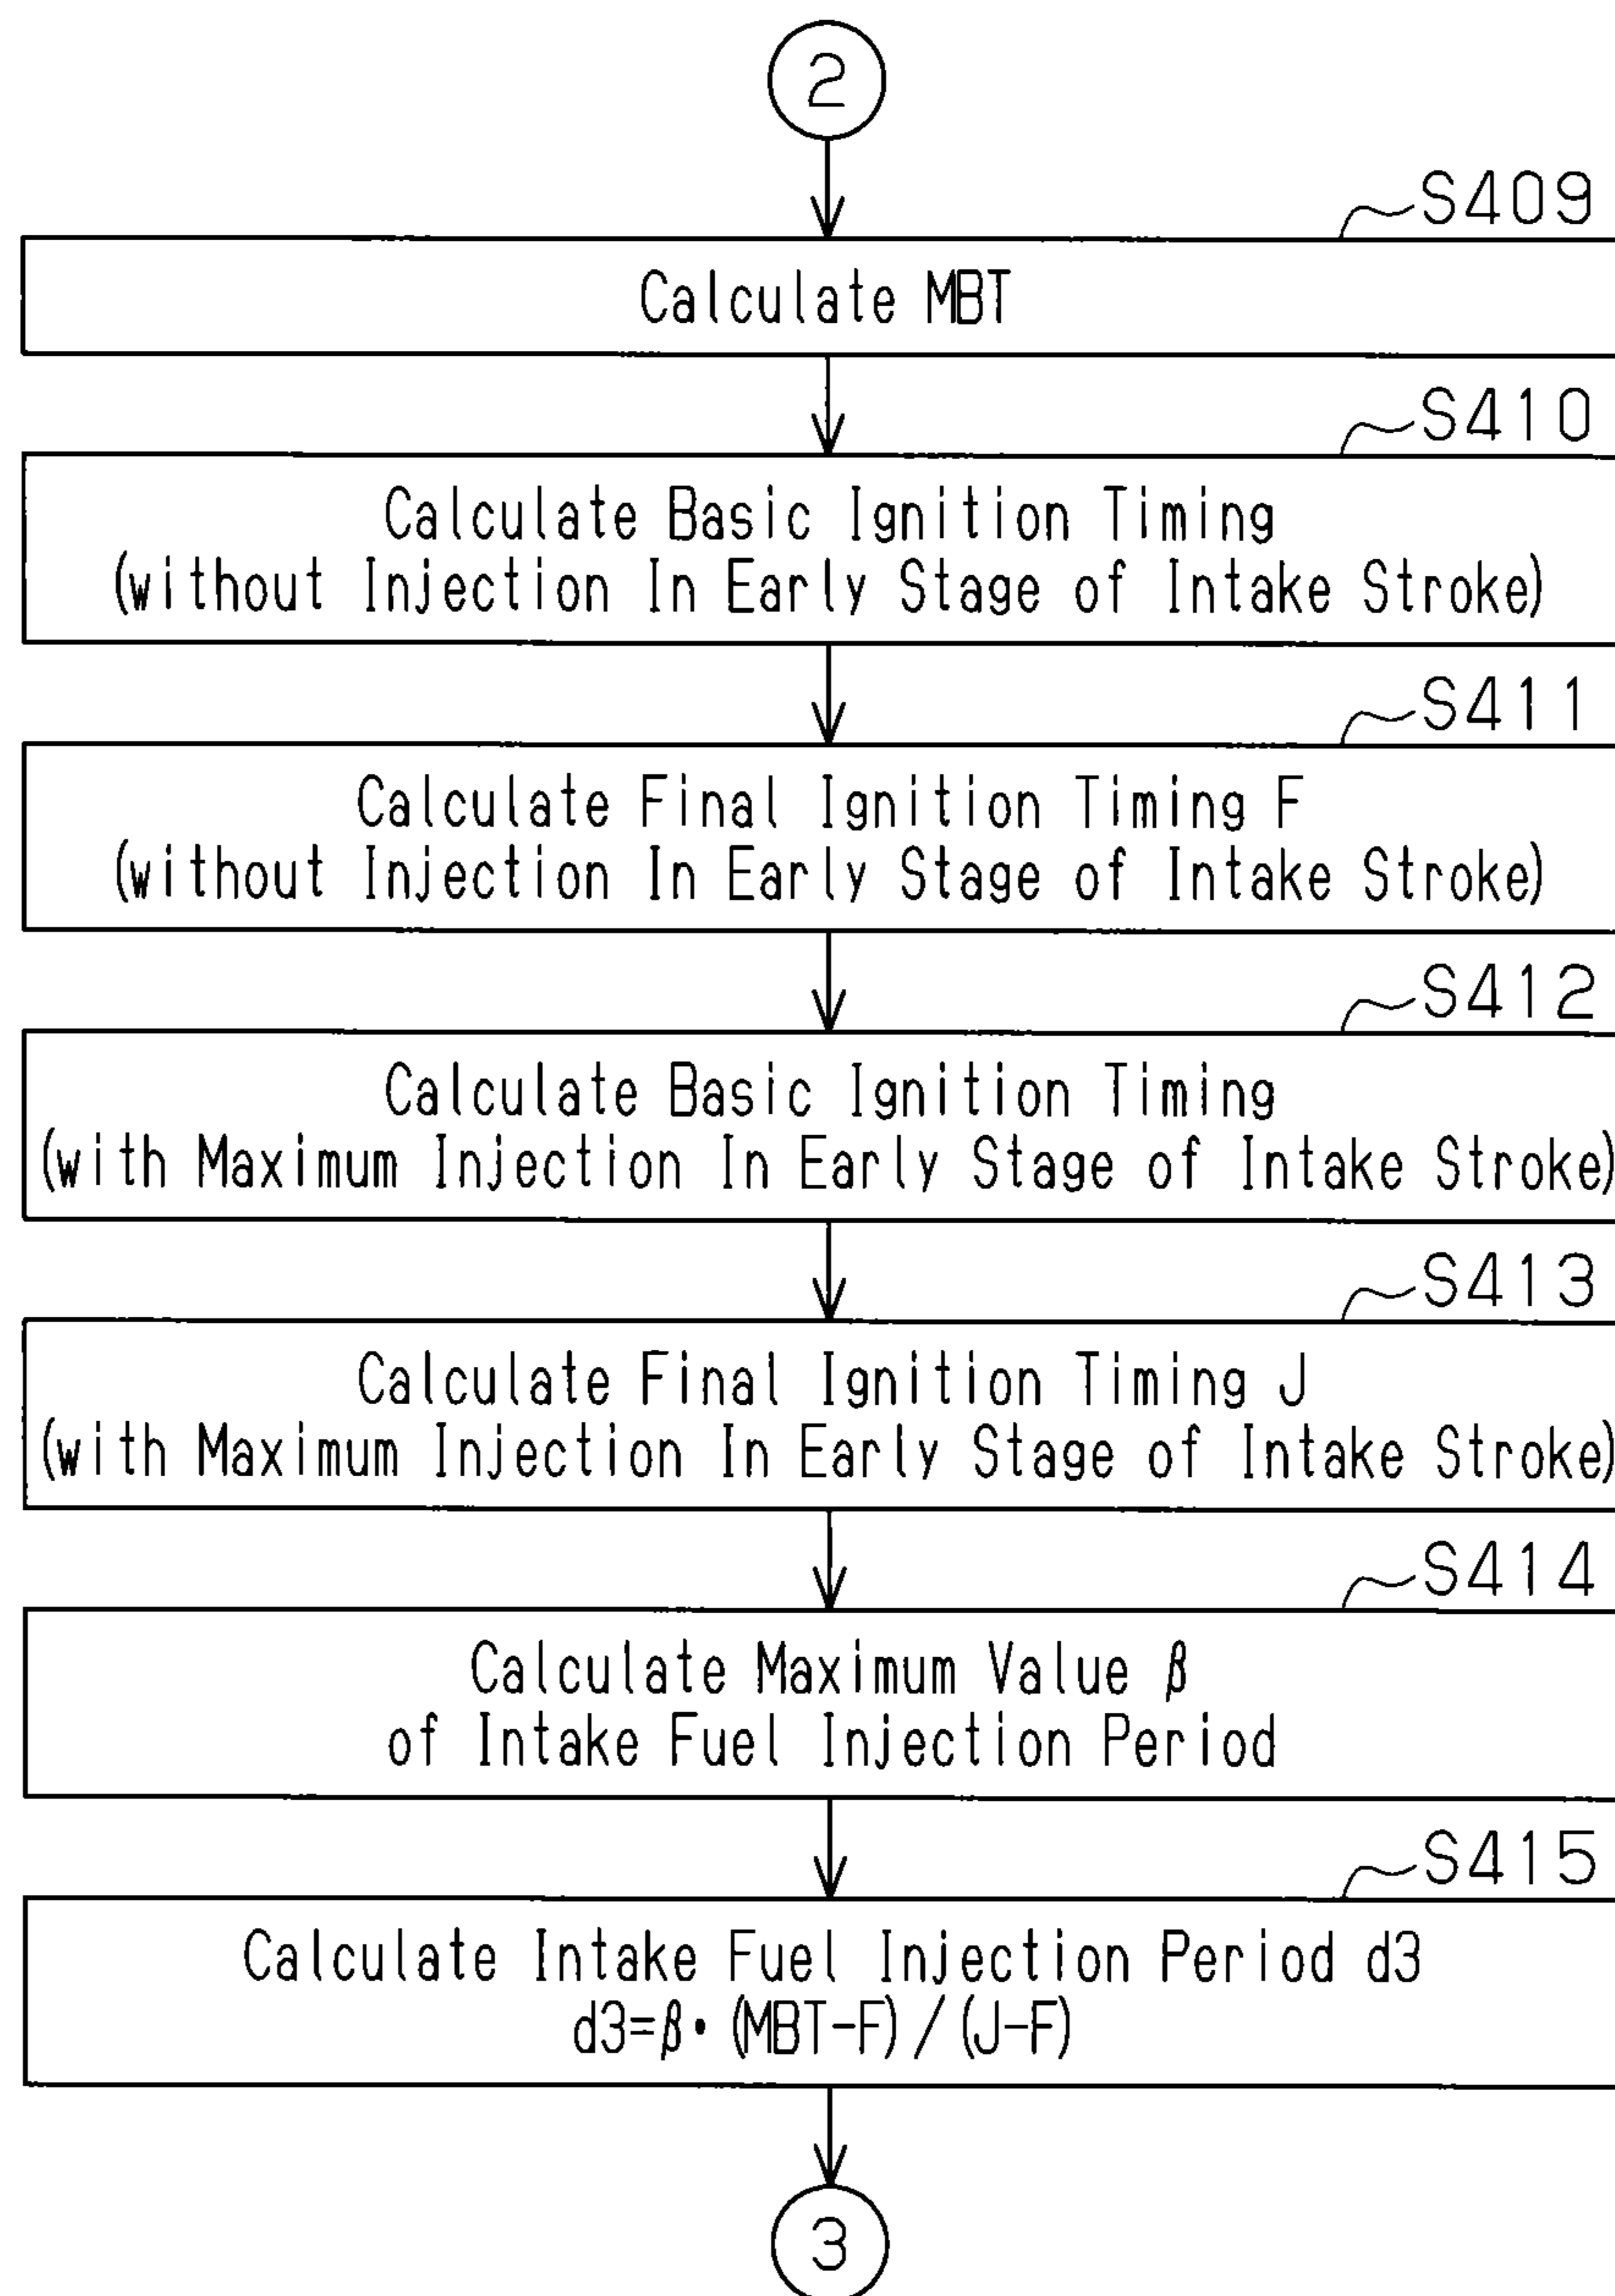 2
S409
Calculate MBT
S410
Calculate Basic Ignition Timing
(without Injection In Early Stage of Intake Stroke)
S411
Calculate Final Ignition Timing F
(without Injection In Early Stage of Intake Stroke)
S412
Calculate Basic Ignition Timing
(with Maximum Injection In Early Stage of Intake Stroke)
S413
Calculate Final Ignition Timing J
(with Maximum Injection In Early Stage of Intake Stroke)
S414
Calculate Maximum Value β
of Intake Fuel Injection Period
S415
Calculate Intake Fuel Injection Period d3
d3=β•(MBT-F)/(J-F)
3